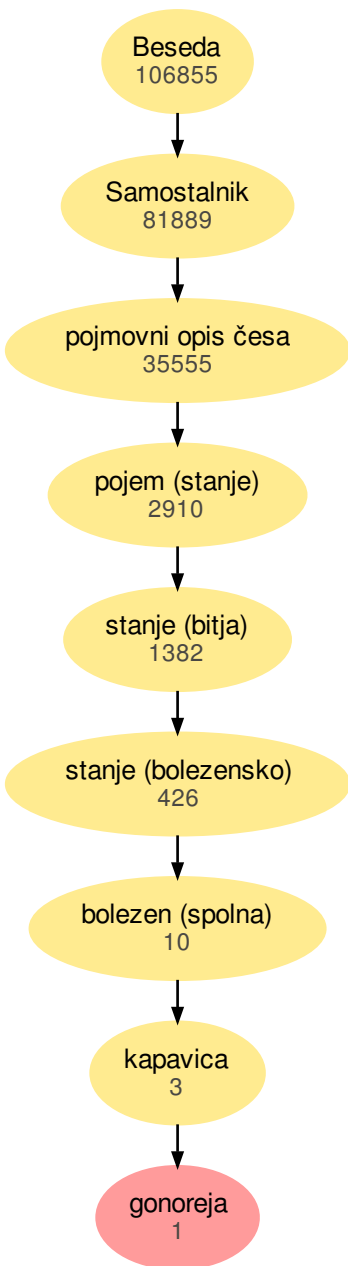 Beseda
106855
Samostalnik
81889
pojmovni opis česa
35555
pojem (stanje)
2910
stanje (bitja)
1382
stanje (bolezensko)
426
bolezen (spolna)
10
kapavica
3
gonoreja
1